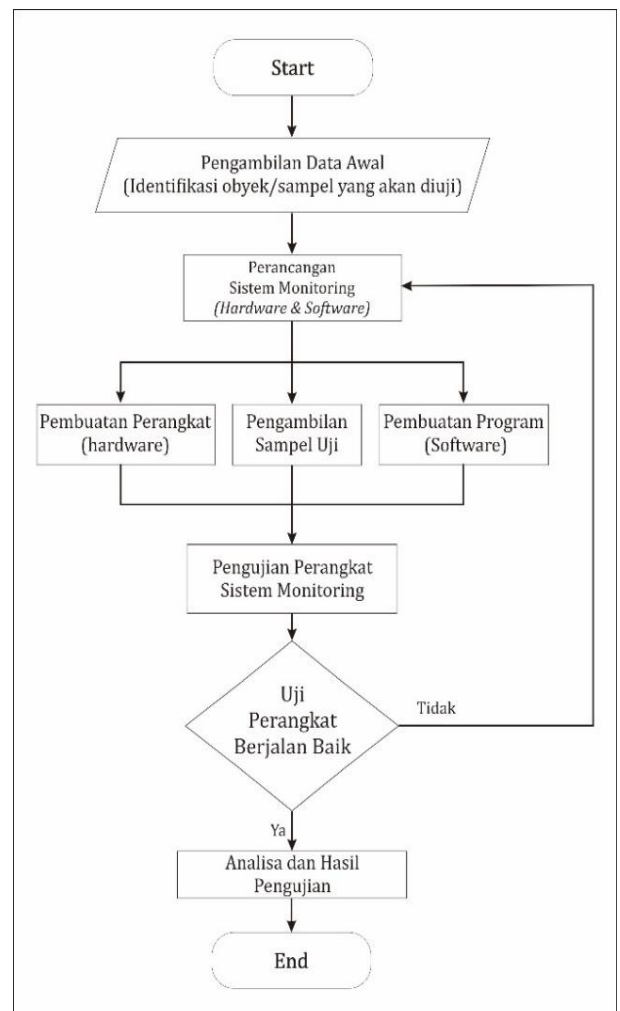 Start
Pengambilan Data Awal
(Identifikasi obyek/sampel yang akan diuji)
Perancangan
Sistem Monitoring
(Hardware & Software)
Pembuatan Perangkat
(hardware)
Pengambilan
Sampel Uji
Pembuatan Program
(Software)
Pengujian Perangkat
Sistem Monitoring
Uji
Perangkat
Berjalan Baik
Tidak
Ya
Analisa dan Hasil
Pengujian
End